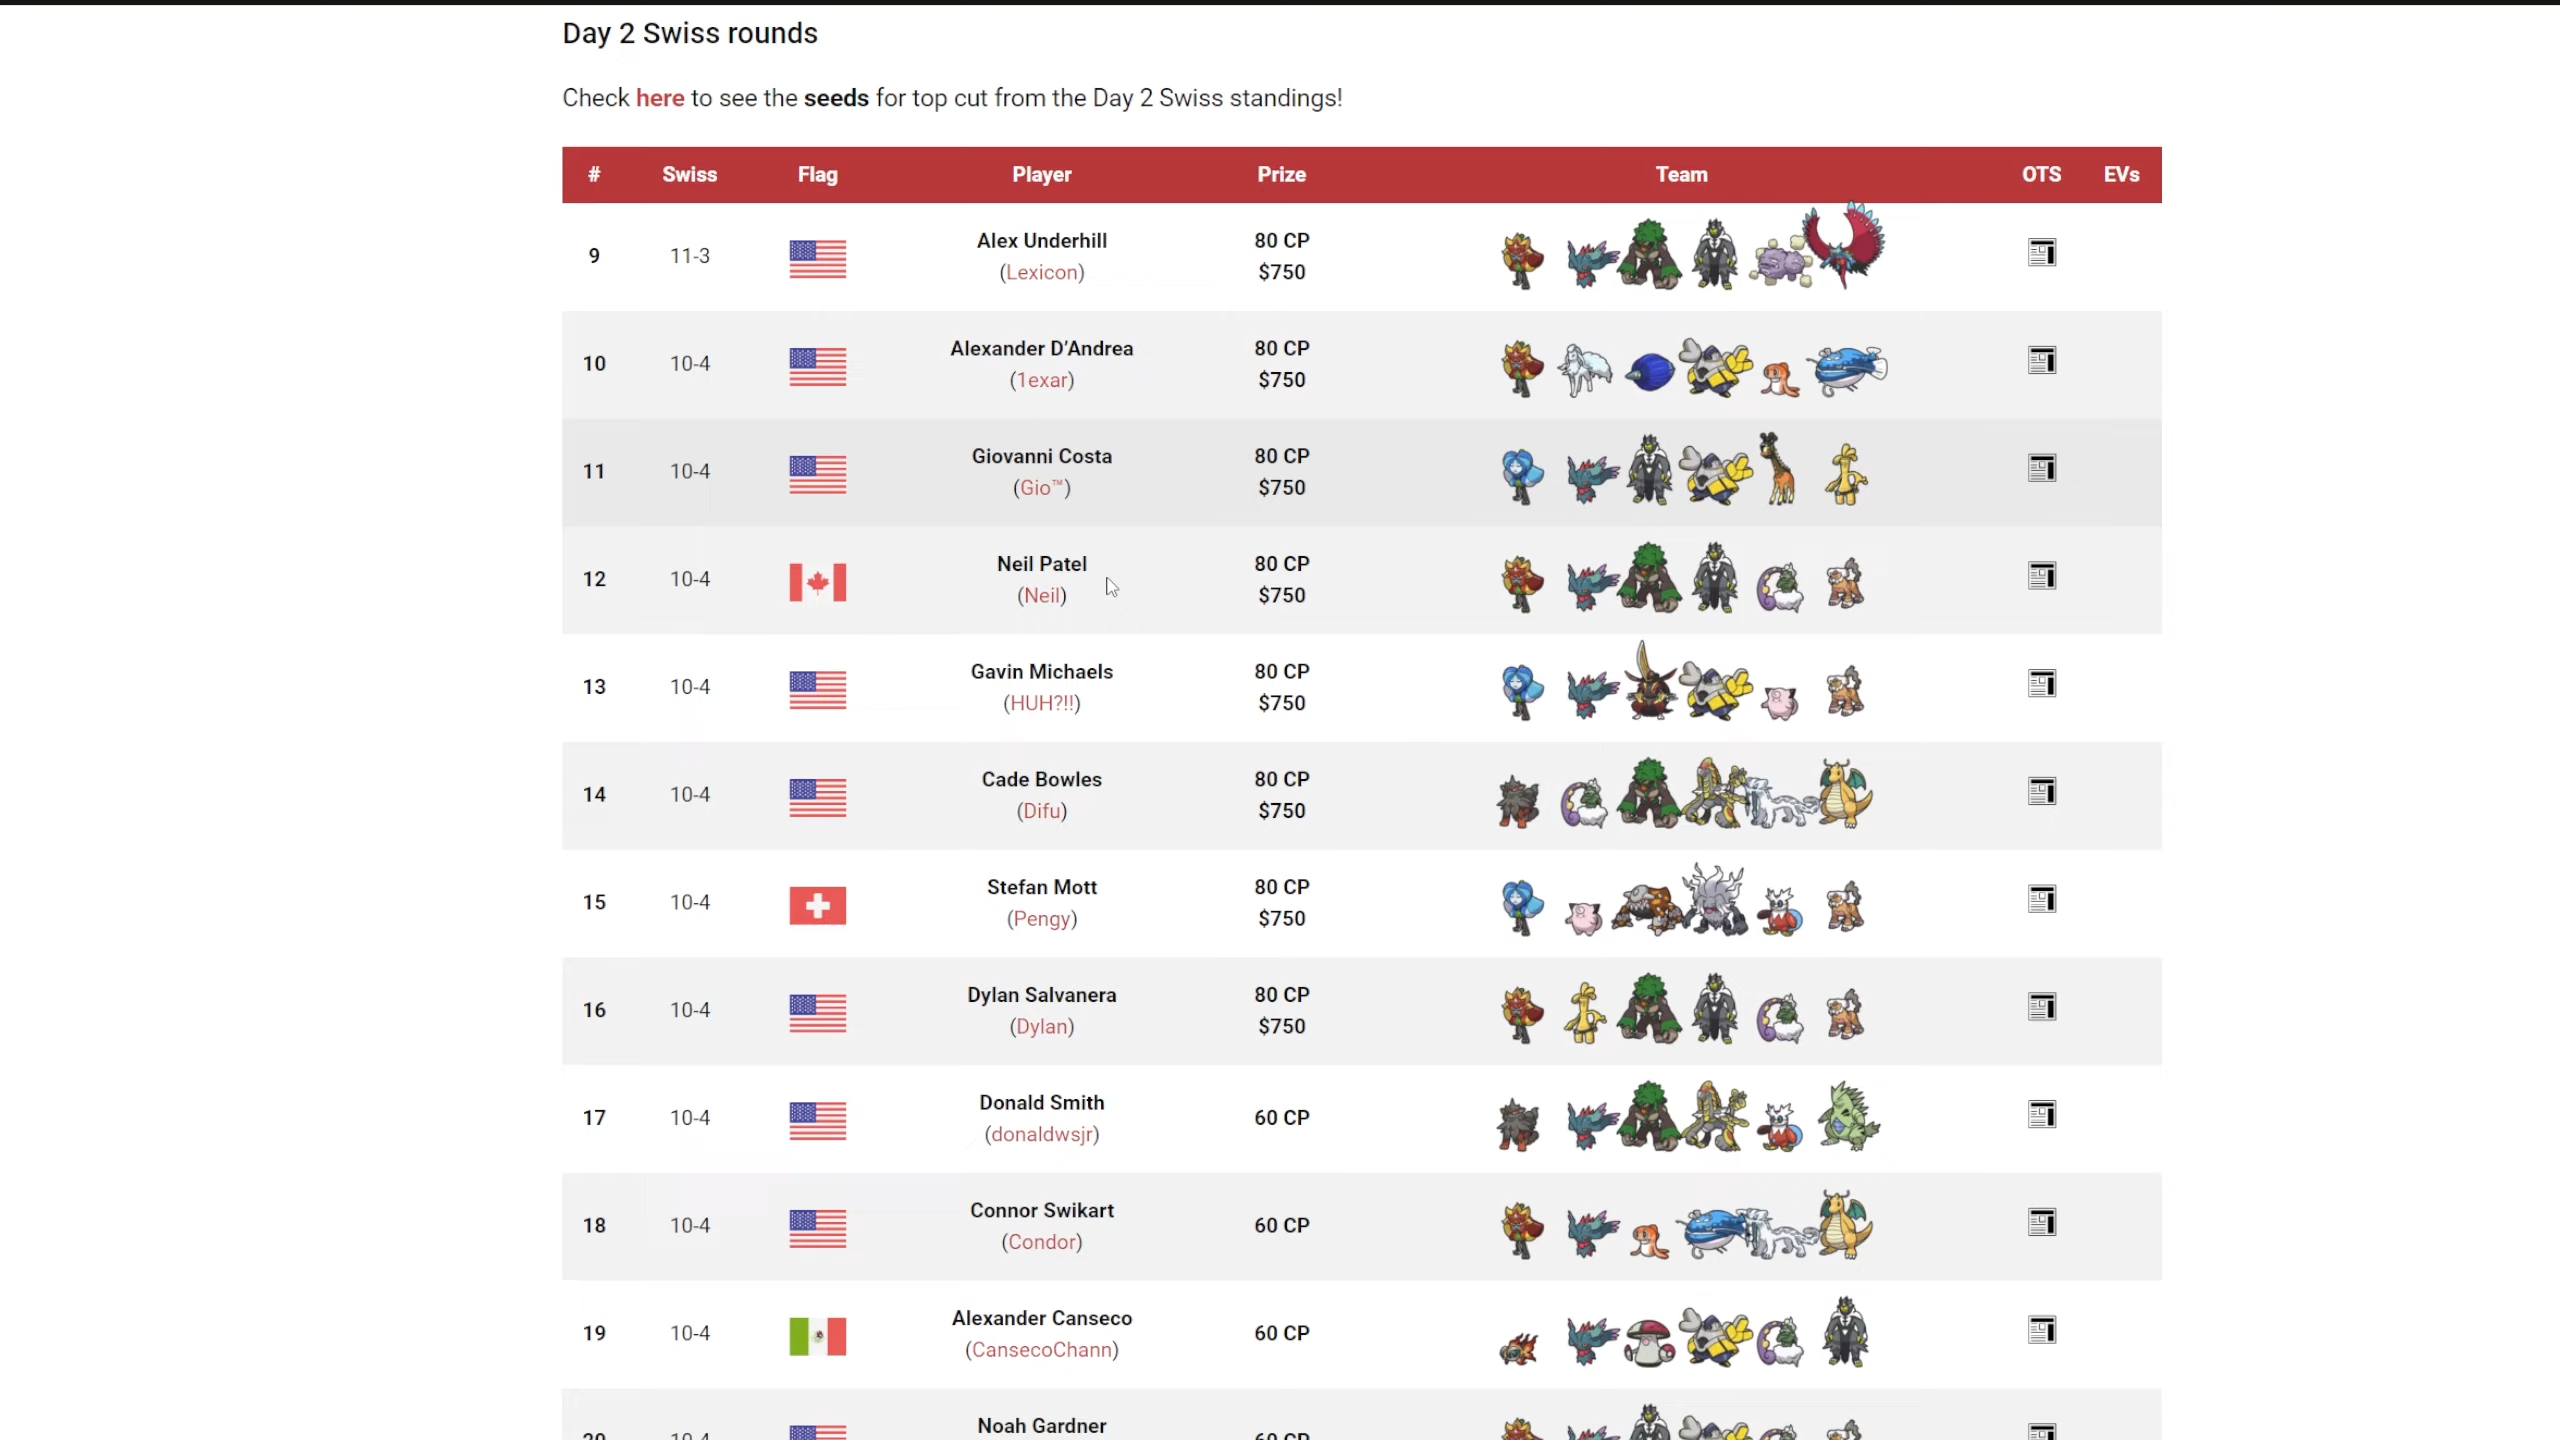 Day 2 Swiss rounds
Check here to see the seeds for top cut from the Day 2 Swiss standings!
# Swiss Flag Player Prize Team OTS EVs
9 11-3 Alex Underhill 80 CP
(Lexicon) $750
10 10-4 Alexander D’Andrea 80 CP
(1exar) $750
11 10-4 Giovanni Costa 80 CP
(Gio™) $750
12 10-4 Neil Patel 80 CP
(Neil) $750
13 10-4 Gavin Michaels 80 CP
(HUH?!!) $750
14 10-4 Cade Bowles 80 CP
(Difu) $750
15 10-4 Stefan Mott 80 CP
(Pengy) $750
16 10-4 Dylan Salvanera 80 CP
(Dylan) $750
17 10-4 Donald Smith 60 CP
(donaldwsjr)
18 10-4 Connor Swikart 60 CP
(Condor)
19 10-4 Alexander Canseco 60 CP
(CansecoChann)
20 10-4 Noah Gardner 60 CP